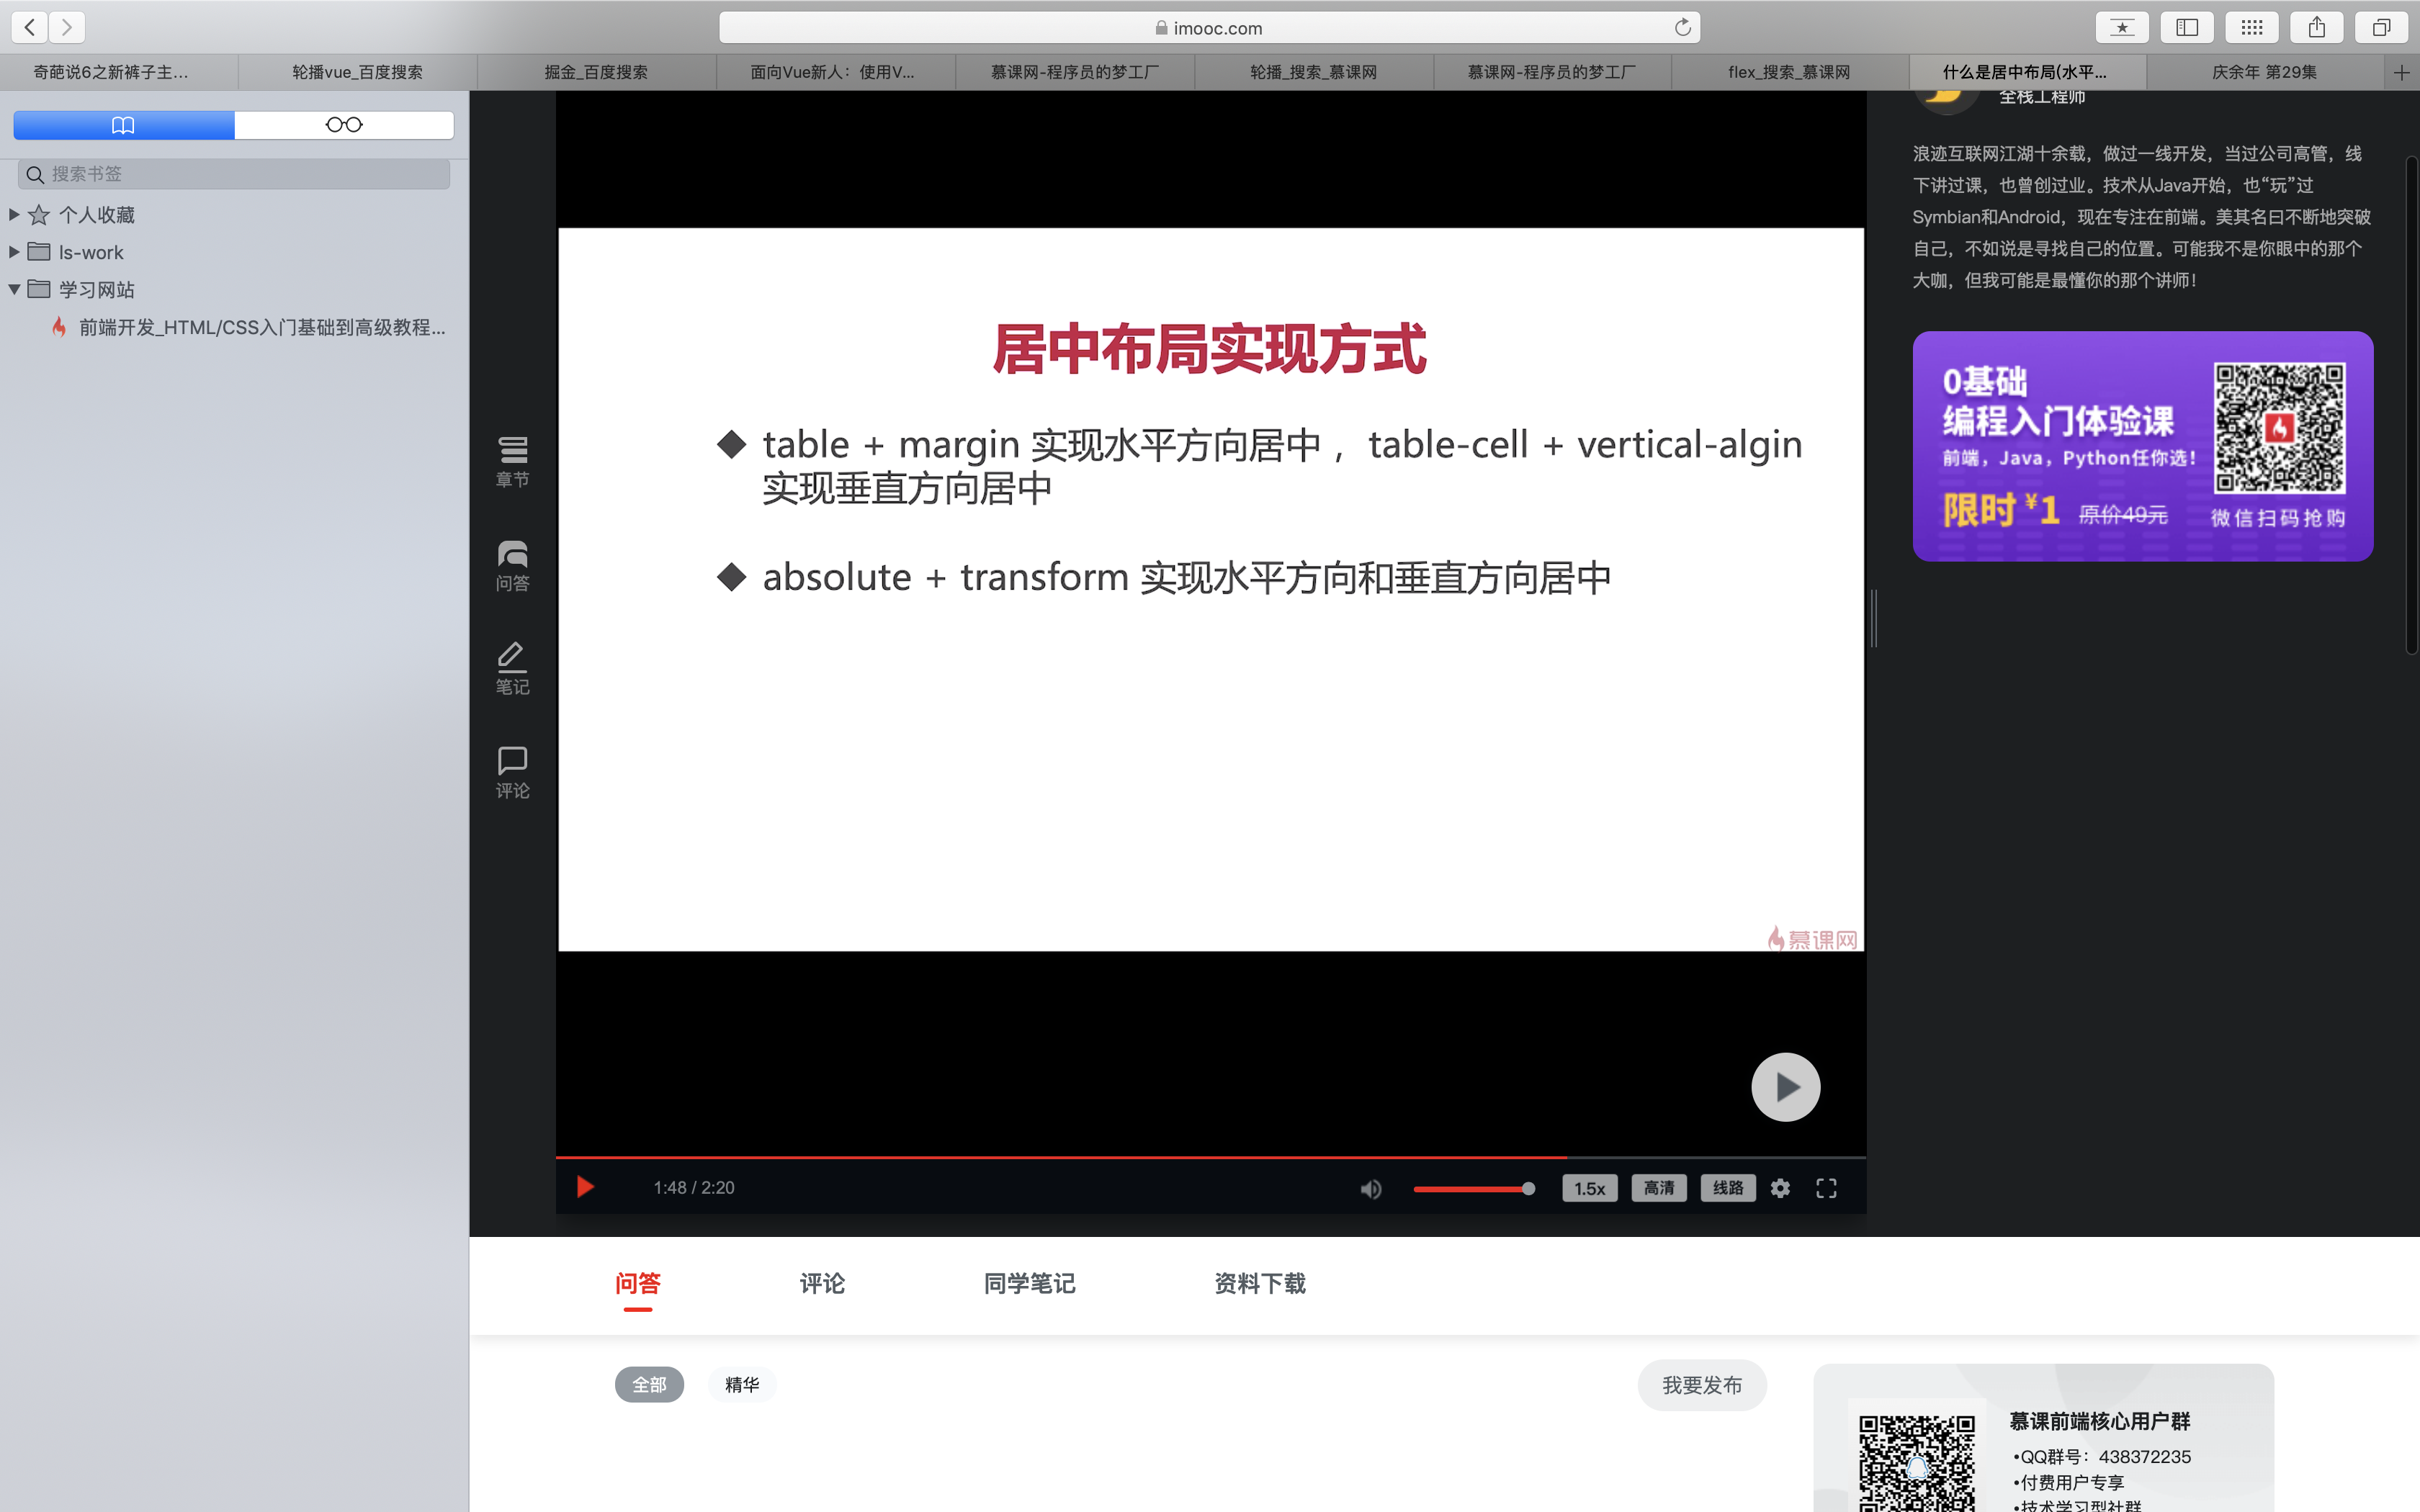 imooc.com
奇葩说6之新裤子主...
轮播vue_百度搜索
掘金_百度搜索
面向Vue新人：使用V...
慕课网-程序员的梦工厂
轮播_搜索_慕课网
慕课网-程序员的梦工厂
flex_搜索_慕课网
什么是居中布局(水平...
庆余年 第29集
搜索书签
个人收藏
ls-work
学习网站
前端开发_HTML/CSS入门基础到高级教程...
章节
问答
笔记
评论
居中布局实现方式
table + margin 实现水平方向居中 ，table-cell + vertical-algin
实现垂直方向居中
absolute + transform 实现水平方向和垂直方向居中
慕课网
1:48 / 2:20
1.5x
高清
线路
全栈工程师
浪迹互联网江湖十余载，做过一线开发，当过公司高管，线
下讲过课，也曾创过业。技术从Java开始，也“玩”过
Symbian和Android，现在专注在前端。美其名曰不断地突破
自己，不如说是寻找自己的位置。可能我不是你眼中的那个
大咖，但我可能是最懂你的那个讲师！
0基础
编程入门体验课
前端，Java，Python任你选！
限时 ¥1 原价49元
微信扫码抢购
问答
评论
同学笔记
资料下载
全部
精华
我要发布
慕课前端核心用户群
•QQ群号：438372235
•付费用户专享
•技术学习型社群